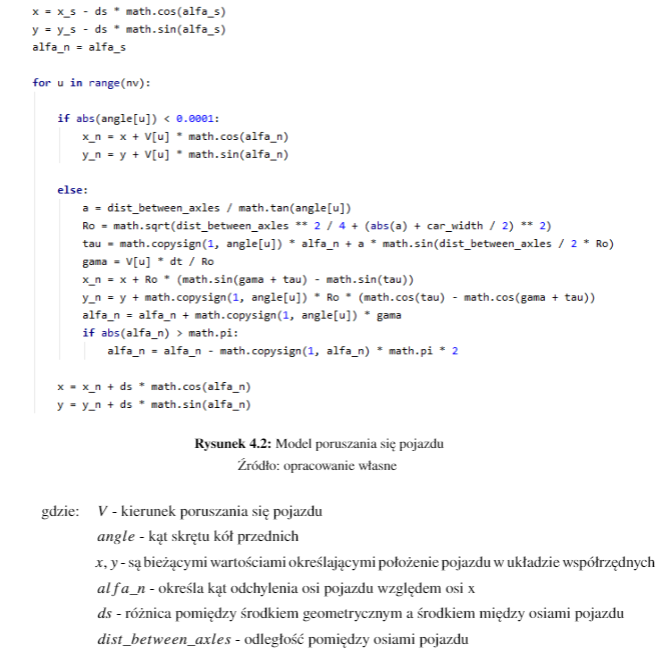 x = x_s - ds * math.cos(alfa_s)
y = y_s - ds * math.sin(alfa_s)
alfa_n = alfa_s
for u in range(nv):
if abs(angle[u]) < 0.0001:
x_n = x + V[u] * math.cos(alfa_n)
y_n = y + V[u] * math.sin(alfa_n)
else:
a = dist_between_axles / math.tan(angle[u])
Ro = math.sqrt(dist_between_axles ** 2 / 4 + (abs(a) + car_width / 2) ** 2)
tau = math.copysign(1, angle[u]) * alfa_n + a * math.sin(dist_between_axles / 2 * Ro)
gama = V[u] * dt / Ro
x_n = x + Ro * (math.sin(gama + tau) - math.sin(tau))
y_n = y + math.copysign(1, angle[u]) * Ro * (math.cos(tau) - math.cos(gama + tau))
alfa_n = alfa_n + math.copysign(1, angle[u]) * gama
if abs(alfa_n) > math.pi:
alfa_n = alfa_n - math.copysign(1, alfa_n) * math.pi * 2
x = x_n + ds * math.cos(alfa_n)
y = y_n + ds * math.sin(alfa_n)
Rysunek 4.2: Model poruszania się pojazdu
Źródło: opracowanie własne
gdzie: V - kierunek poruszania się pojazdu
angle - kąt skrętu kół przednich
x, y - są bieżącymi wartościami określającymi położenie pojazdu w układzie współrzędnych
alfa_n - określa kąt odchylenia osi pojazdu względem osi x
ds - różnica pomiędzy środkiem geometrycznym a środkiem między osiami pojazdu
dist_between_axles - odległość pomiędzy osiami pojazdu